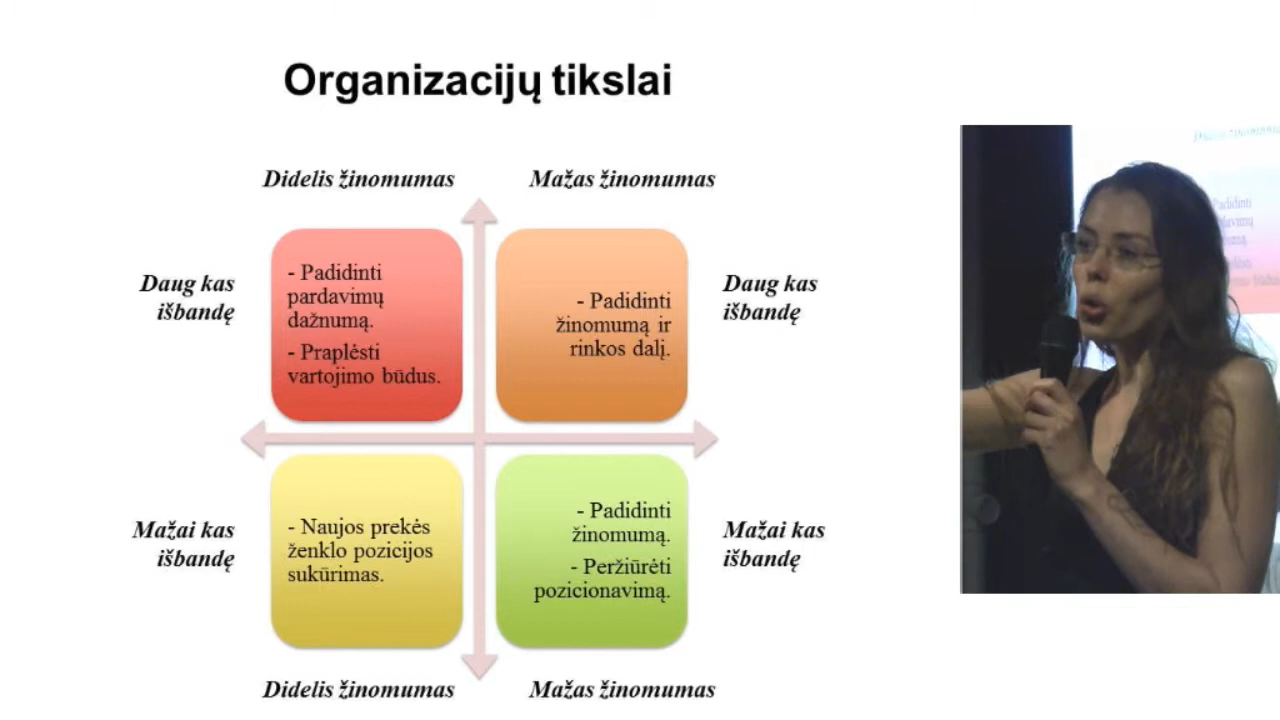 Organizacijų tikslai
Didelis žinomumas
Mažas žinomumas
Daug kas
išbandę
- Padidinti
pardavimų
dažnumą.
- Praplėsti
vartojimo būdus.
- Padidinti
žinomumą ir
rinkos dalį.
Daug kas
išbandę
Mažai kas
išbandę
- Naujos prekės
ženklo pozicijos
sukūrimas.
- Padidinti
žinomumą.
- Peržiūrėti
pozicionavimą.
Mažai kas
išbandę
Didelis žinomumas
Mažas žinomumas